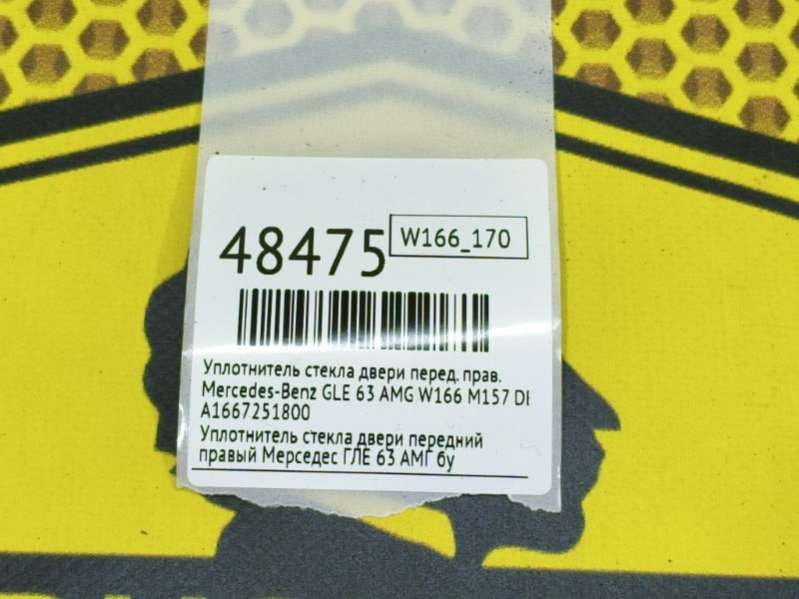 48475
W166_170
Уплотнитель стекла двери перед. прав.
Mercedes-Benz GLE 63 AMG W166 M157 DE
A1667251800
Уплотнитель стекла двери передний
правый Мерседес ГЛЕ 63 АМГ бу